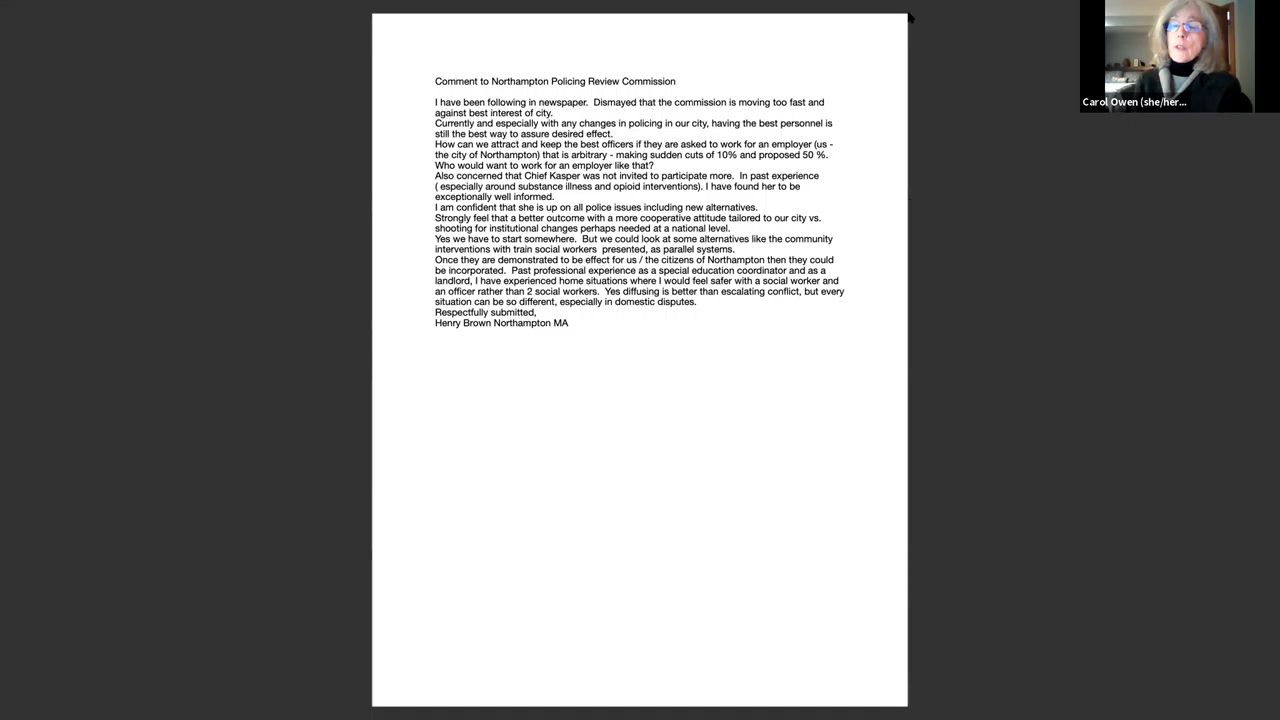 Comment to Northampton Policing Review Commission
I have been following in newspaper.  Dismayed that the commission is moving too fast and
against best interest of city.
Currently and especially with any changes in policing in our city, having the best personnel is
still the best way to assure desired effect.
How can we attract and keep the best officers if they are asked to work for an employer (us -
the city of Northampton) that is arbitrary - making sudden cuts of 10% and proposed 50 %.
Who would want to work for an employer like that?
Also concerned that Chief Kasper was not invited to participate more.  In past experience
( especially around substance illness and opioid interventions). I have found her to be
exceptionally well informed.
I am confident that she is up on all police issues including new alternatives.
Strongly feel that a better outcome with a more cooperative attitude tailored to our city vs.
shooting for institutional changes perhaps needed at a national level.
Yes we have to start somewhere.  But we could look at some alternatives like the community
interventions with train social workers  presented, as parallel systems.
Once they are demonstrated to be effect for us / the citizens of Northampton then they could
be incorporated.  Past professional experience as a special education coordinator and as a
landlord, I have experienced home situations where I would feel safer with a social worker and
an officer rather than 2 social workers.  Yes diffusing is better than escalating conflict, but every
situation can be so different, especially in domestic disputes.
Respectfully submitted,
Henry Brown Northampton MA
Carol Owen (she/her...